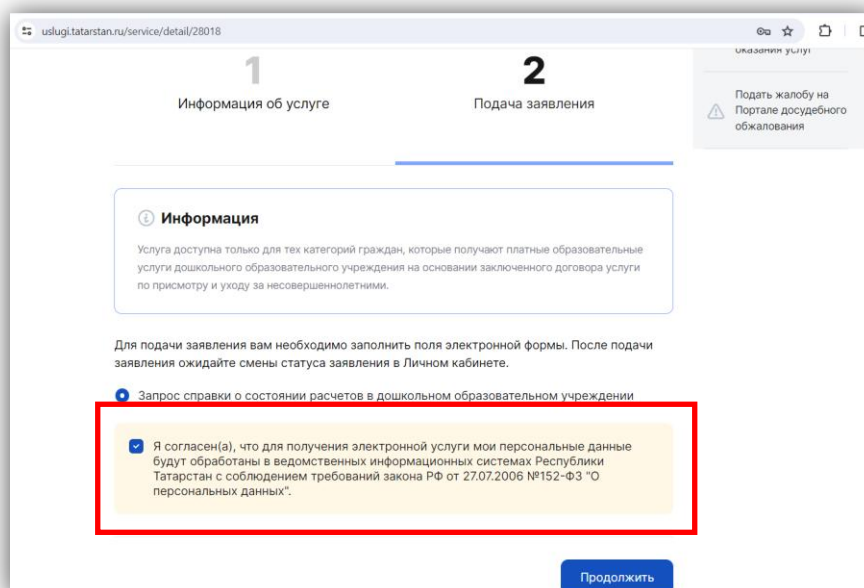 uslugi.tatarstan.ru/service/detail/28018
1
Информация об услуге
2
Подача заявления
оказания услуг
Подать жалобу на
Портале досудебного
обжалования
Информация
Услуга доступна только для тех категорий граждан, которые получают платные образовательные
услуги дошкольного образовательного учреждения на основании заключенного договора услуги
по присмотру и уходу за несовершеннолетними.
Для подачи заявления вам необходимо заполнить поля электронной формы. После подачи
заявления ожидайте смены статуса заявления в Личном кабинете.
Запрос справки о состоянии расчетов в дошкольном образовательном учреждении
Я согласен(а), что для получения электронной услуги мои персональные данные
будут обработаны в ведомственных информационных системах Республики
Татарстан с соблюдением требований закона РФ от 27.07.2006 №152-ФЗ "О
персональных данных".
Продолжить